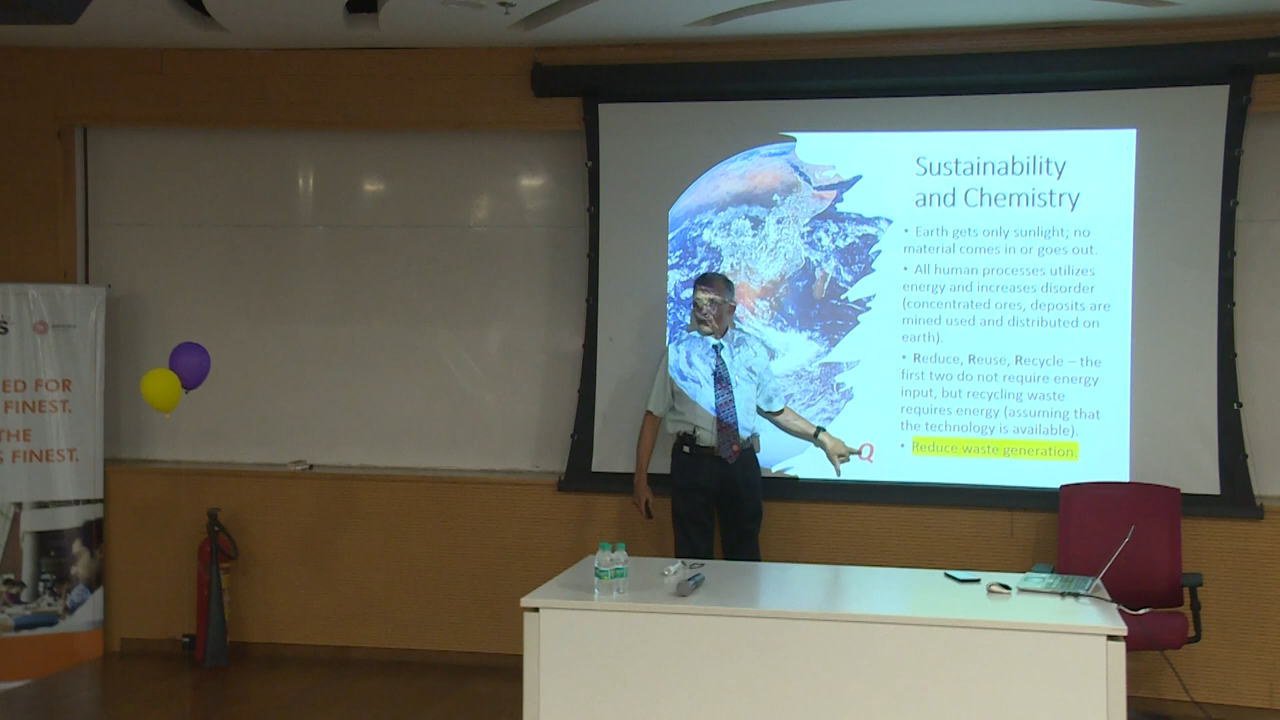 Sustainability
and Chemistry
• Earth gets only sunlight; no
material comes in or goes out.
• All human processes utilizes
energy and increases disorder
(concentrated ores, deposits are
mined used and distributed on
earth).
• Reduce, Reuse, Recycle – the
first two do not require energy
input, but recycling waste
requires energy (assuming that
the technology is available).
• Reduce waste generation.
Q
S
ED FOR
FINEST.
THE
S FINEST.